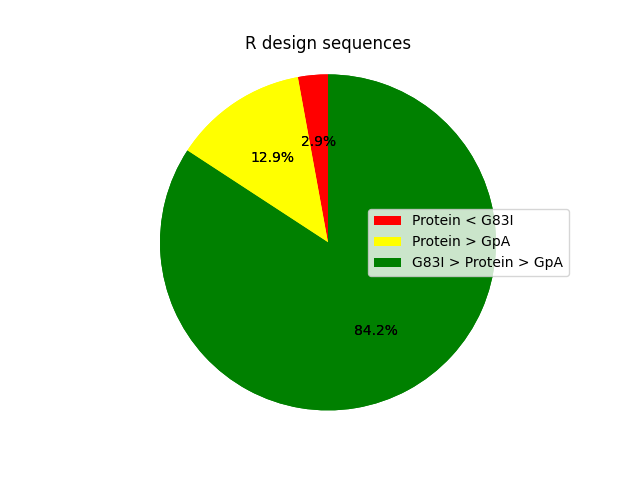 R design sequences
2.9%
12.9%
Protein < G83I
Protein > GpA
G83I > Protein > GpA
84.2%